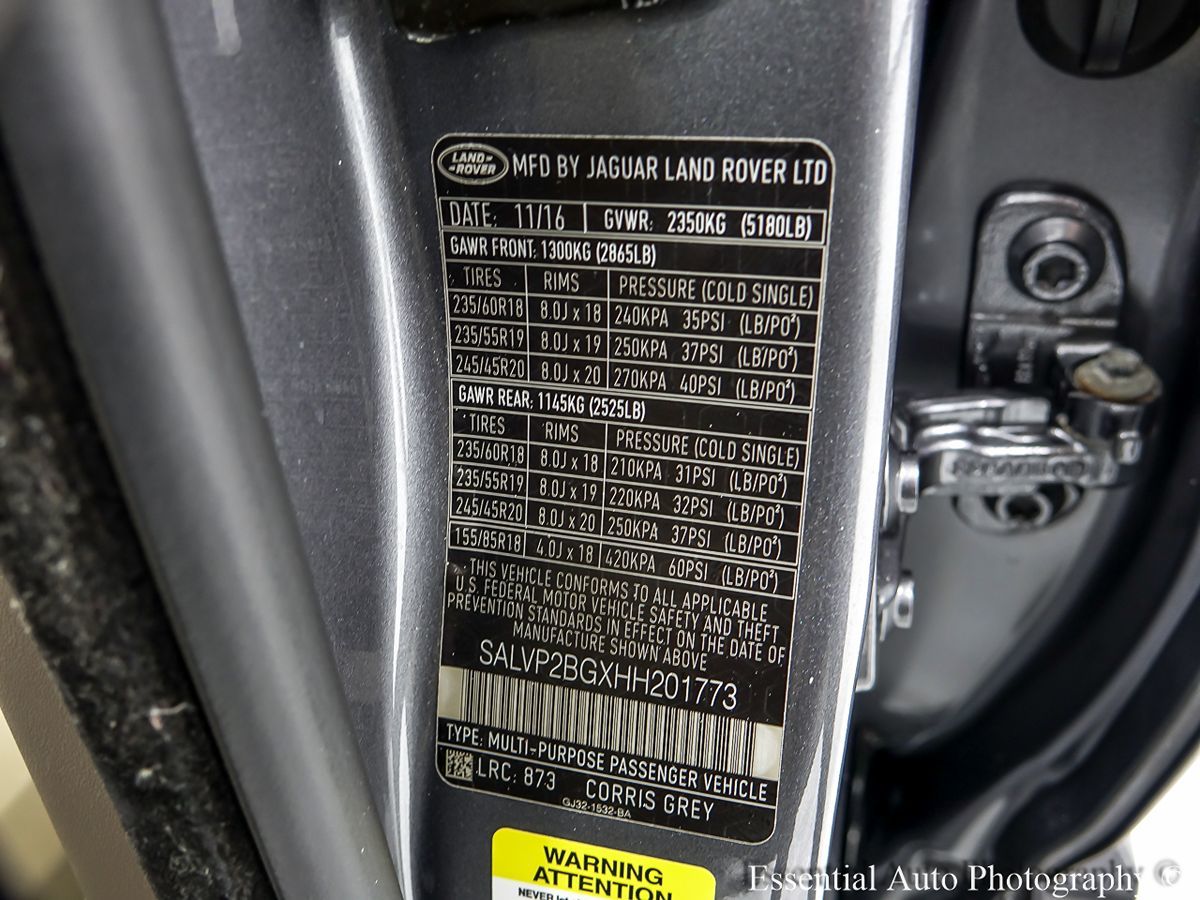 LAND- -ROVER MFD BY JAGUAR LAND ROVER LTD
DATE: 11/16 GVWR: 2350KG (5180LB)
GAWR FRONT: 1300KG (2865LB)
TIRES RIMS PRESSURE (COLD SINGLE)
235/60R18 8.0J x 18 240KPA 35PSI (LB/PO²)
235/55R19 8.0J x 19 250KPA 37PSI (LB/PO²)
245/45R20 8.0J x 20 270KPA 40PSI (LB/PO²)
GAWR REAR: 1145KG (2525LB)
TIRES RIMS PRESSURE (COLD SINGLE)
235/60R18 8.0J x 18 210KPA 31PSI (LB/PO²)
235/55R19 8.0J x 19 220KPA 32PSI (LB/PO²)
245/45R20 8.0J x 20 250KPA 37PSI (LB/PO²)
155/85R18 4.0J x 18 420KPA 60PSI (LB/PO²)
THIS VEHICLE CONFORMS TO ALL APPLICABLE
U.S. FEDERAL MOTOR VEHICLE SAFETY AND THEFT
PREVENTION STANDARDS IN EFFECT ON THE DATE OF
MANUFACTURE SHOWN ABOVE
SALVP2BGXHH201773
TYPE: MULTI-PURPOSE PASSENGER VEHICLE
LRC: 873 CORRIS GREY
GJ32-1532-BA
WARNING
ATTENTION
NEVER
Essential Auto Photography ©